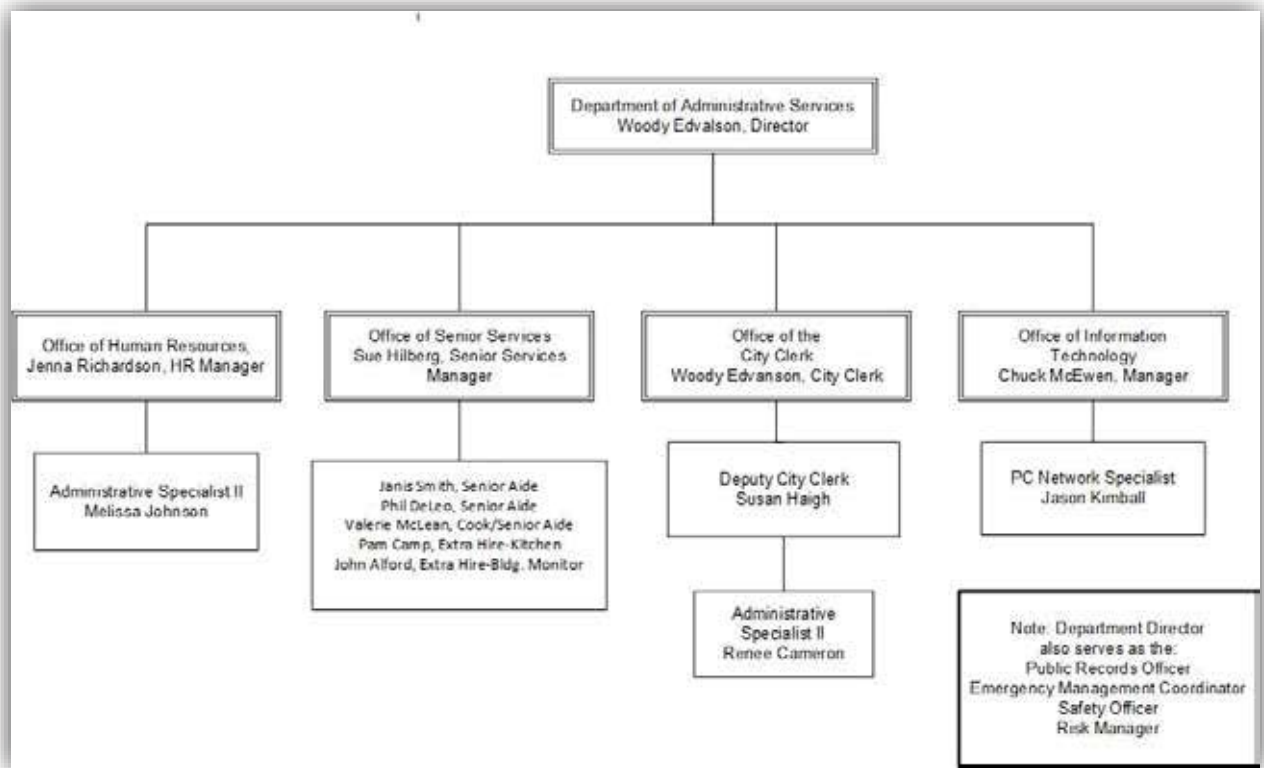 Department of Administrative Services
Woody Edvalson, Director
Office of Human Resources,
Jenna Richardson, HR Manager
Office of Senior Services
Sue Hilberg, Senior Services
Manager
Office of the
City Clerk
Woody Edvanson, City Clerk
Office of Information
Technology
Chuck McEwen, Manager
Administrative Specialist II
Melissa Johnson
Janis Smith, Senior Aide
Phil DeLeo, Senior Aide
Valerie McLean, Cook/Senior Aide
Pam Camp, Extra Hire-Kitchen
John Alford, Extra Hire-Bldg. Monitor
Deputy City Clerk
Susan Haigh
PC Network Specialist
Jason Kimball
Administrative
Specialist II
Renee Cameron
Note: Department Director
also serves as the:
Public Records Officer
Emergency Management Coordinator
Safety Officer
Risk Manager